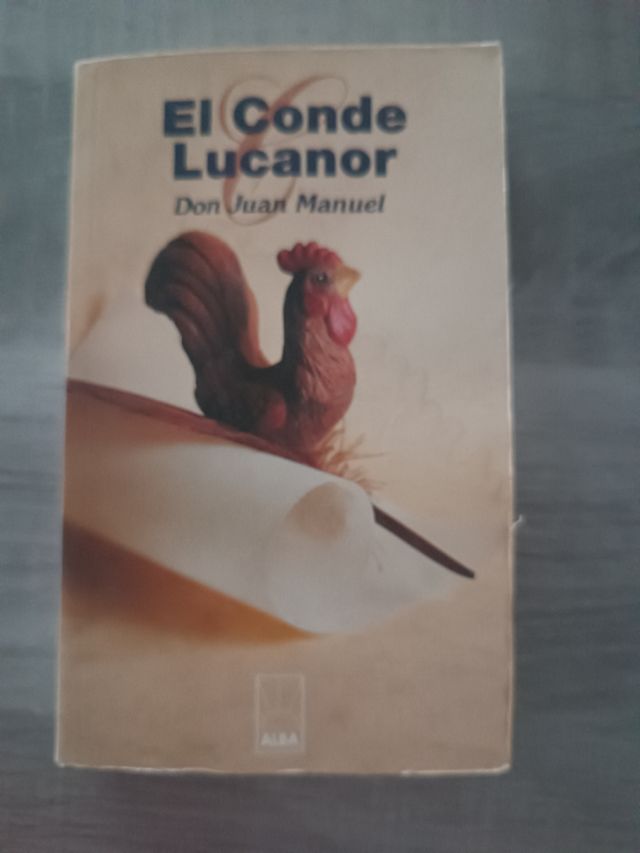 El Conde
Lucanor
Don Juan Manuel
ALBA